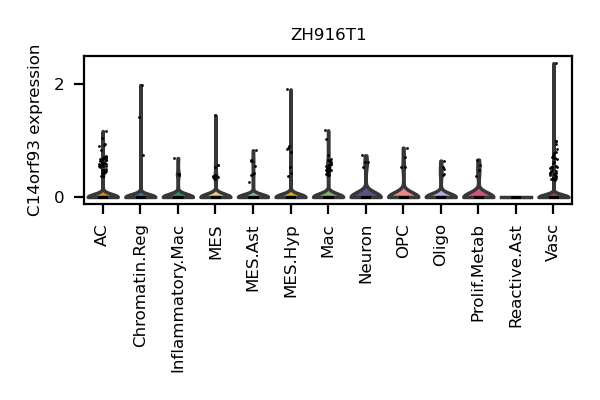 ZH916T1
C14orf93 expression
2
0
AC
Chromatin.Reg
Inflammatory.Mac
MES
MES.Ast
MES.Hyp
Mac
Neuron
OPC
Oligo
Prolif.Metab
Reactive.Ast
Vasc